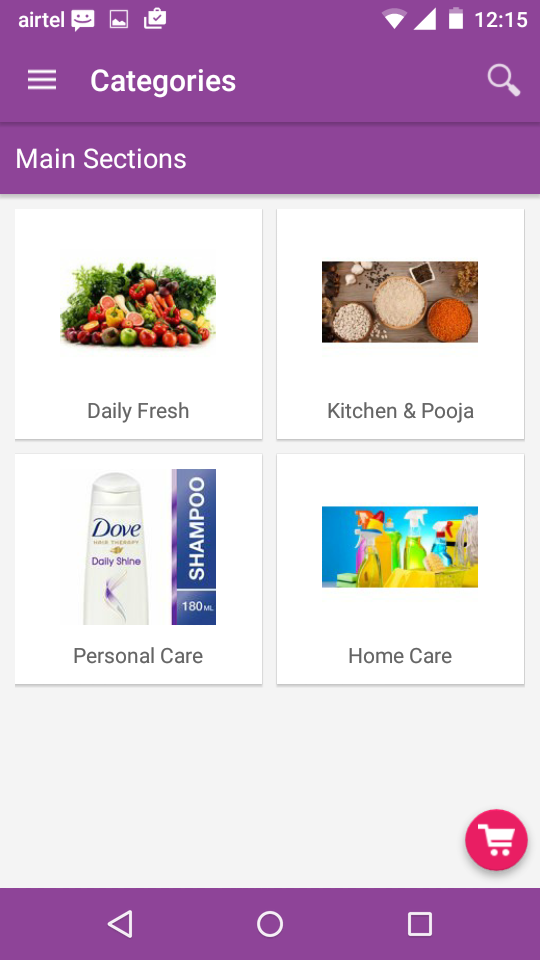 airtel 12:15
Categories
Main Sections
Daily Fresh
Kitchen & Pooja
Dove
HAIR THERAPY
Daily Shine
SHAMPOO
180 ML
Personal Care
Home Care